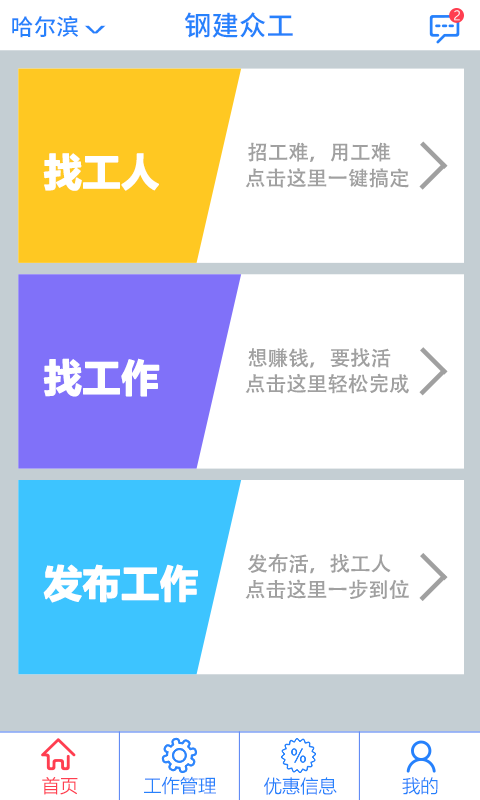 哈尔滨
钢建众工
2
找工人
招工难，用工难
点击这里一键搞定
找工作
想赚钱，要找活
点击这里轻松完成
发布工作
发布活，找工人
点击这里一步到位
%
首页
工作管理
优惠信息
我的